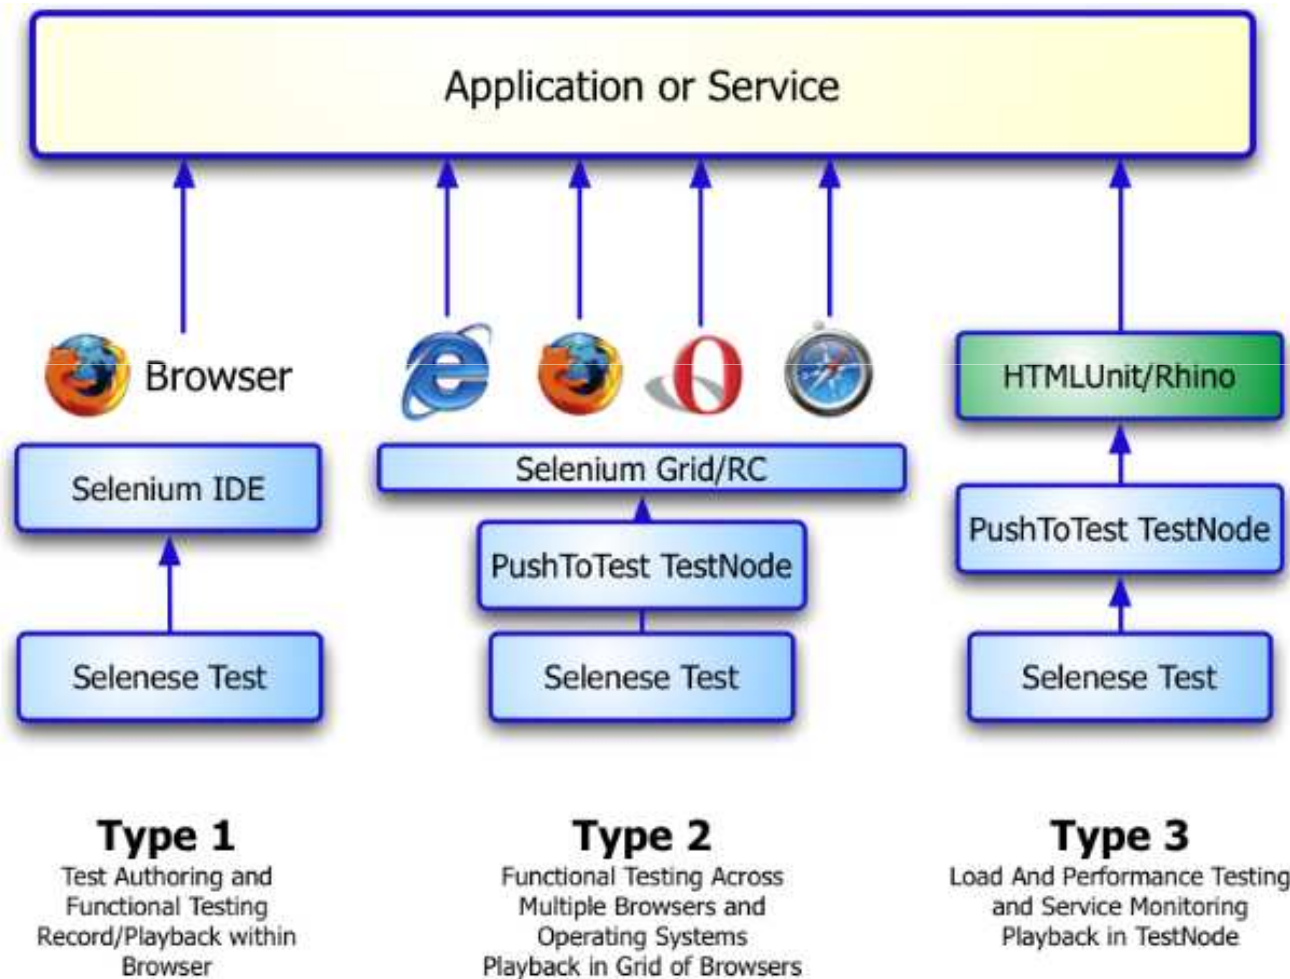 Application or Service
Browser
Selenium IDE
Selenese Test
Selenium Grid/RC
PushToTest TestNode
Selenese Test
HTMLUnit/Rhino
PushToTest TestNode
Selenese Test
Type 1
Test Authoring and
Functional Testing
Record/Playback within
Browser
Type 2
Functional Testing Across
Multiple Browsers and
Operating Systems
Playback in Grid of Browsers
Type 3
Load And Performance Testing
and Service Monitoring
Playback in TestNode